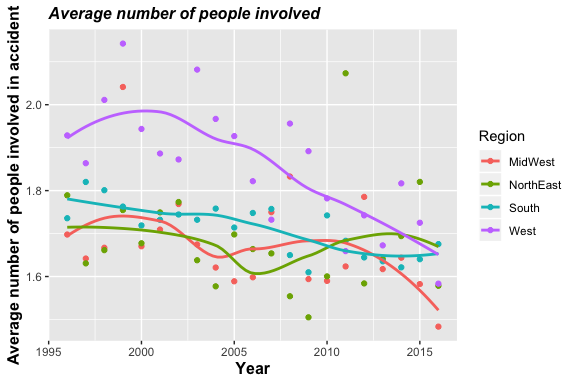 Average number of people involved
Average number of people involved in accident
2.0
1.8
1.6
1995
2000
2005
2010
2015
Year
Region
MidWest
NorthEast
South
West